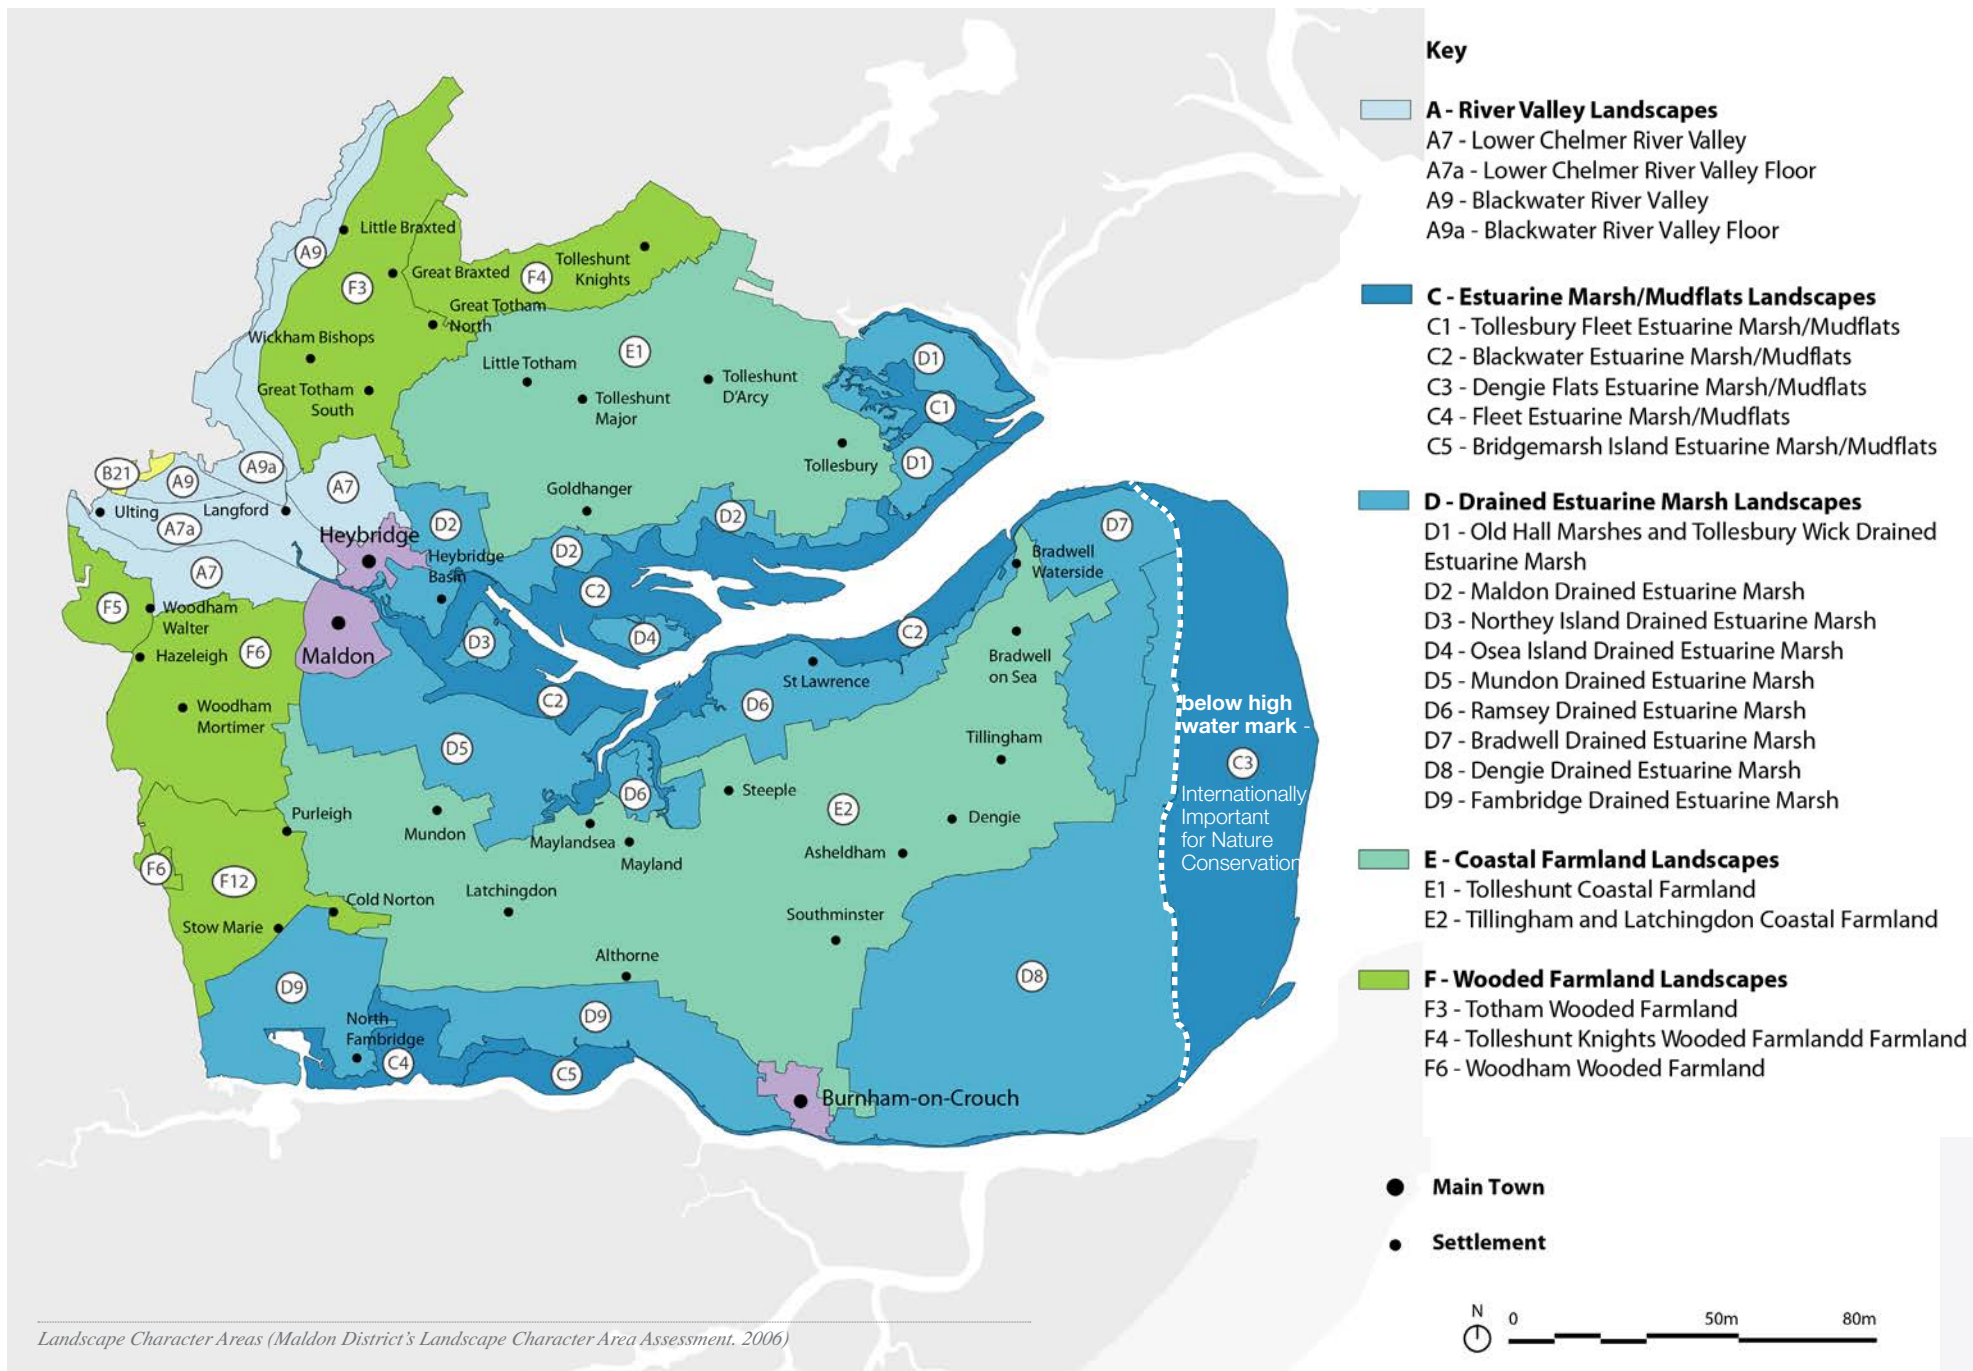 Key
A - River Valley Landscapes
A7 - Lower Chelmer River Valley
A7a - Lower Chelmer River Valley Floor
A9 - Blackwater River Valley
A9a - Blackwater River Valley Floor
C - Estuarine Marsh/Mudflats Landscapes
C1 - Tollesbury Fleet Estuarine Marsh/Mudflats
C2 - Blackwater Estuarine Marsh/Mudflats
C3 - Dengie Flats Estuarine Marsh/Mudflats
C4 - Fleet Estuarine Marsh/Mudflats
C5 - Bridgemarsh Island Estuarine Marsh/Mudflats
D - Drained Estuarine Marsh Landscapes
D1 - Old Hall Marshes and Tollesbury Wick Drained
Estuarine Marsh
D2 - Maldon Drained Estuarine Marsh
D3 - Northey Island Drained Estuarine Marsh
D4 - Osea Island Drained Estuarine Marsh
D5 - Mundon Drained Estuarine Marsh
D6 - Ramsey Drained Estuarine Marsh
D7 - Bradwell Drained Estuarine Marsh
D8 - Dengie Drained Estuarine Marsh
D9 - Fambridge Drained Estuarine Marsh
E - Coastal Farmland Landscapes
E1 - Tolleshunt Coastal Farmland
E2 - Tillingham and Latchingdon Coastal Farmland
F - Wooded Farmland Landscapes
F3 - Totham Wooded Farmland
F4 - Tolleshunt Knights Wooded Farmlandd Farmland
F6 - Woodham Wooded Farmland
Main Town
Settlement
N
0 50m 80m
Little Braxted
A9
Great Braxted
F4
Tolleshunt
Knights
F3
Great Totham
North
Wickham Bishops
E1
D1
Little Totham
Tolleshunt
D'Arcy
Great Totham
South
Tolleshunt
Major
C1
Tollesbury
D1
B21
A9
A9a
A7
Goldhanger
Ulting
Langford
A7a
D2
D2
D7
Heybridge
D2
Heybridge
Basin
Bradwell
Waterside
A7
C2
F5
Woodham
Walter
D3
D4
C2
Hazeleigh
F6
Maldon
Bradwell
on Sea
St Lawrence
C2
D6
Woodham
Mortimer
below high
water mark -
D5
Tillingham
C3
D6
Steeple
Internationally
Important
for Nature
Conservation
Purleigh
Mundon
Maylandsea
Mayland
E2
Dengie
Asheldham
F6
F12
Latchingdon
Cold Norton
Southminster
Stow Marie
Althorne
D9
D8
D9
North
Fambridge
C4
C5
Burnham-on-Crouch
Landscape Character Areas (Maldon District's Landscape Character Area Assessment. 2006)